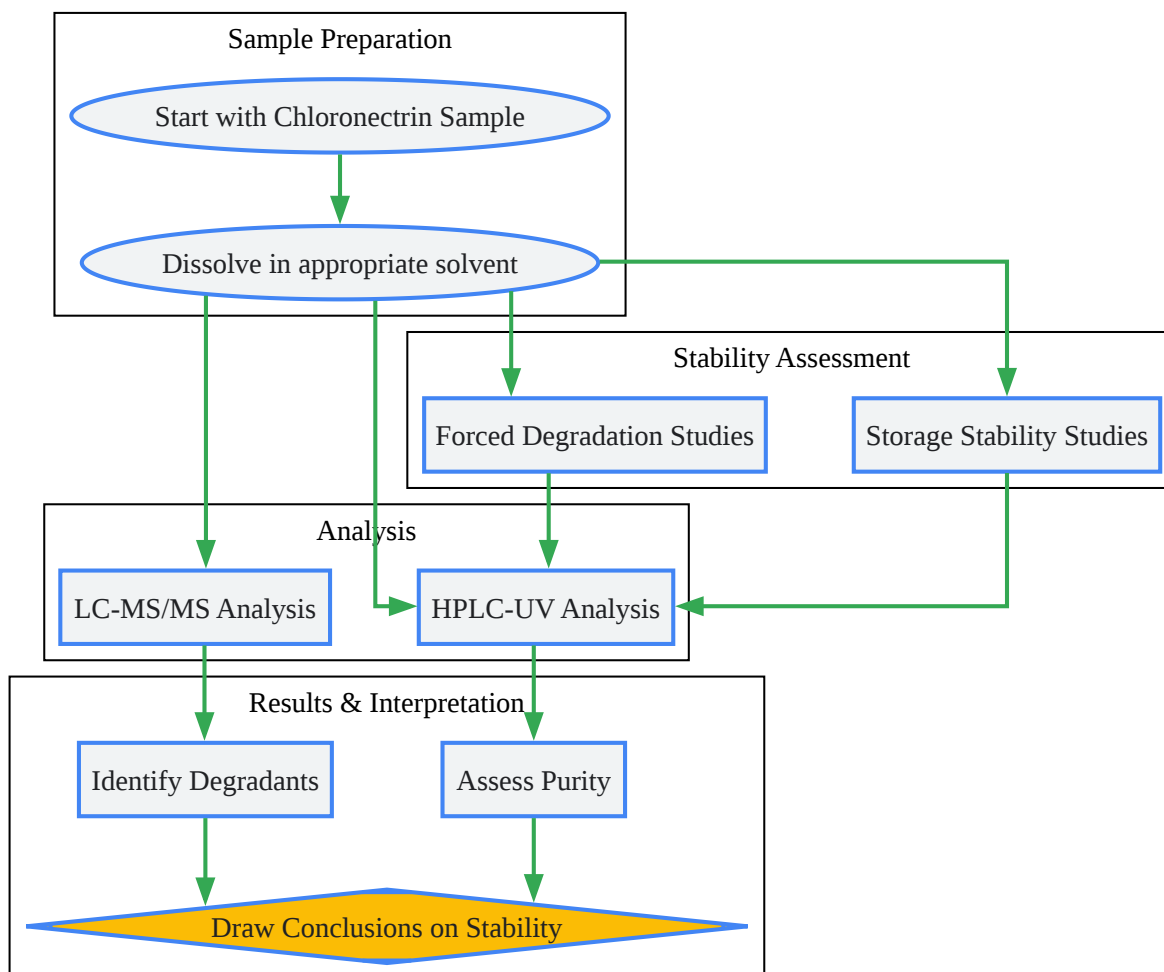 Sample Preparation
Start with Chloronectrin Sample
Dissolve in appropriate solvent
Stability Assessment
Forced Degradation Studies
Storage Stability Studies
Analysis
LC-MS/MS Analysis
HPLC-UV Analysis
Results & Interpretation
Identify Degradants
Assess Purity
Draw Conclusions on Stability